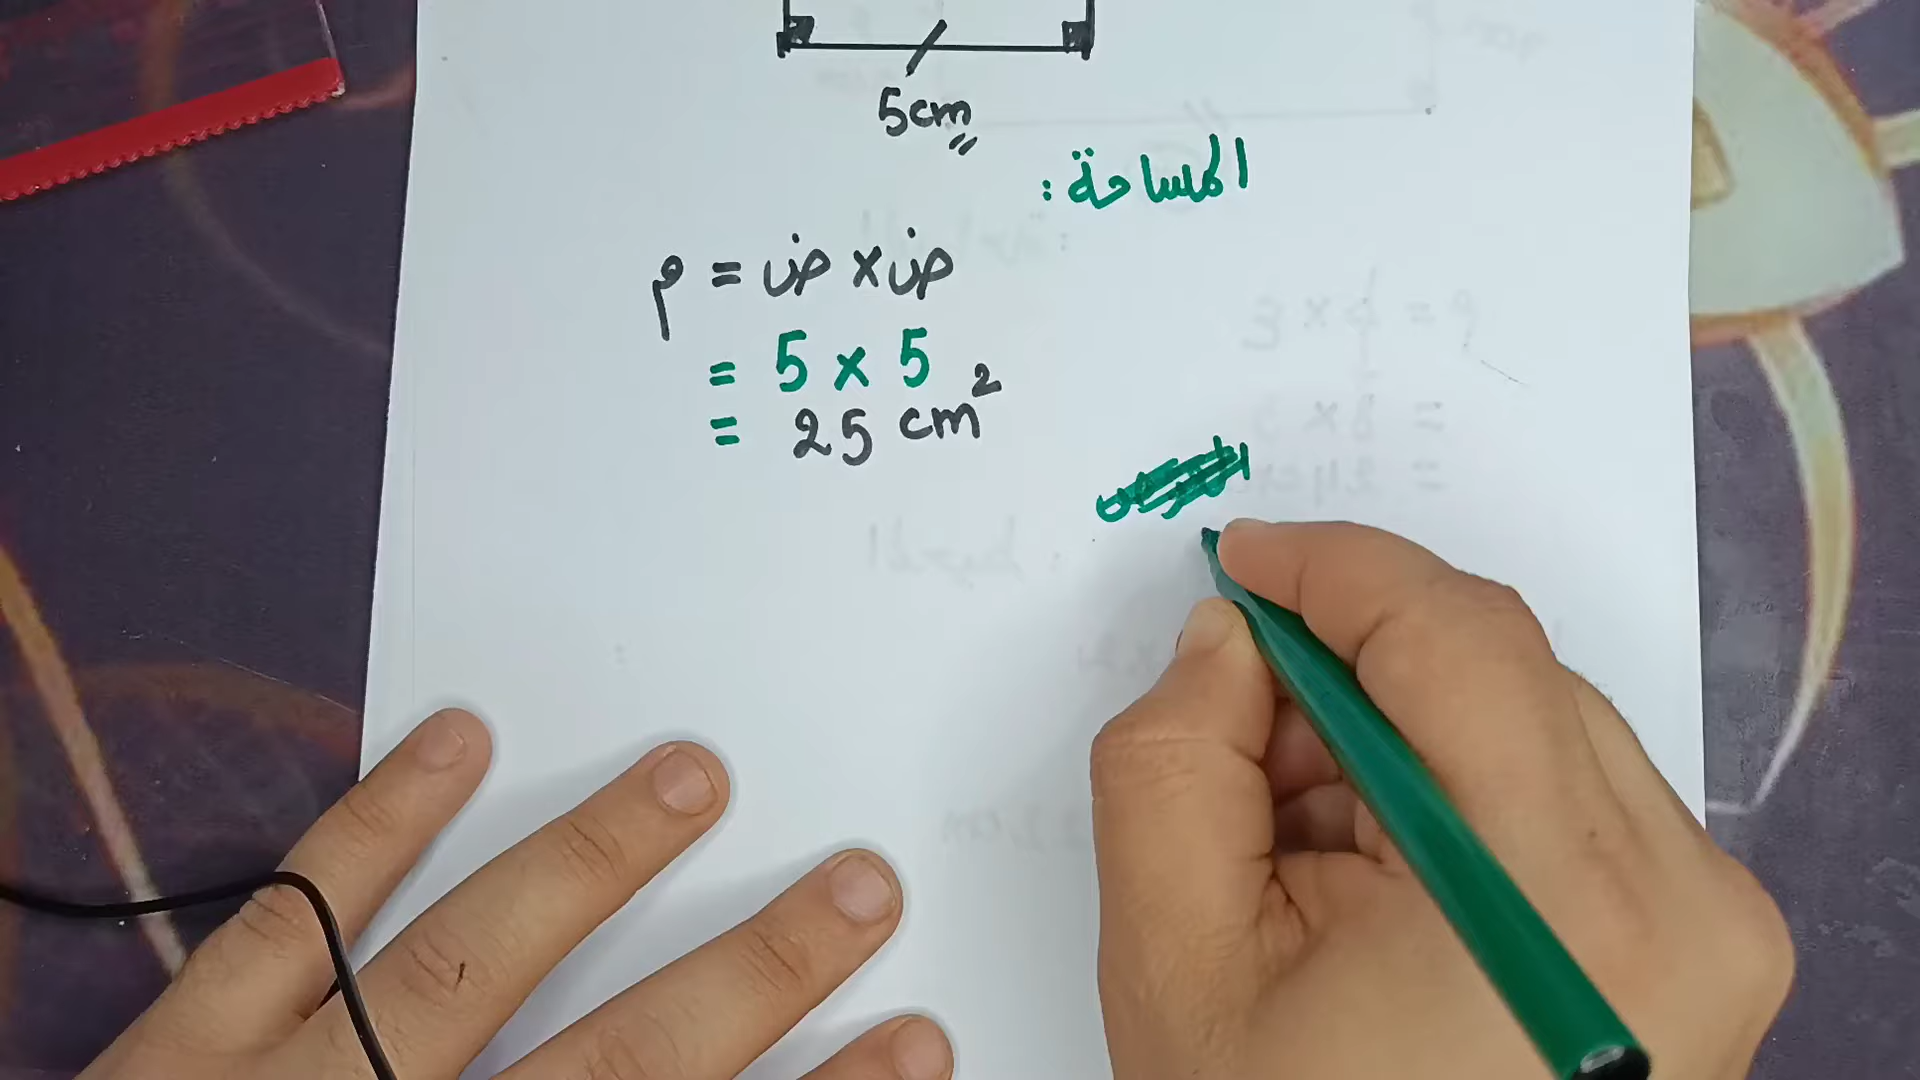 5cm
المساحة :
م = ض × ض
= 5 × 5
= 25 cm²